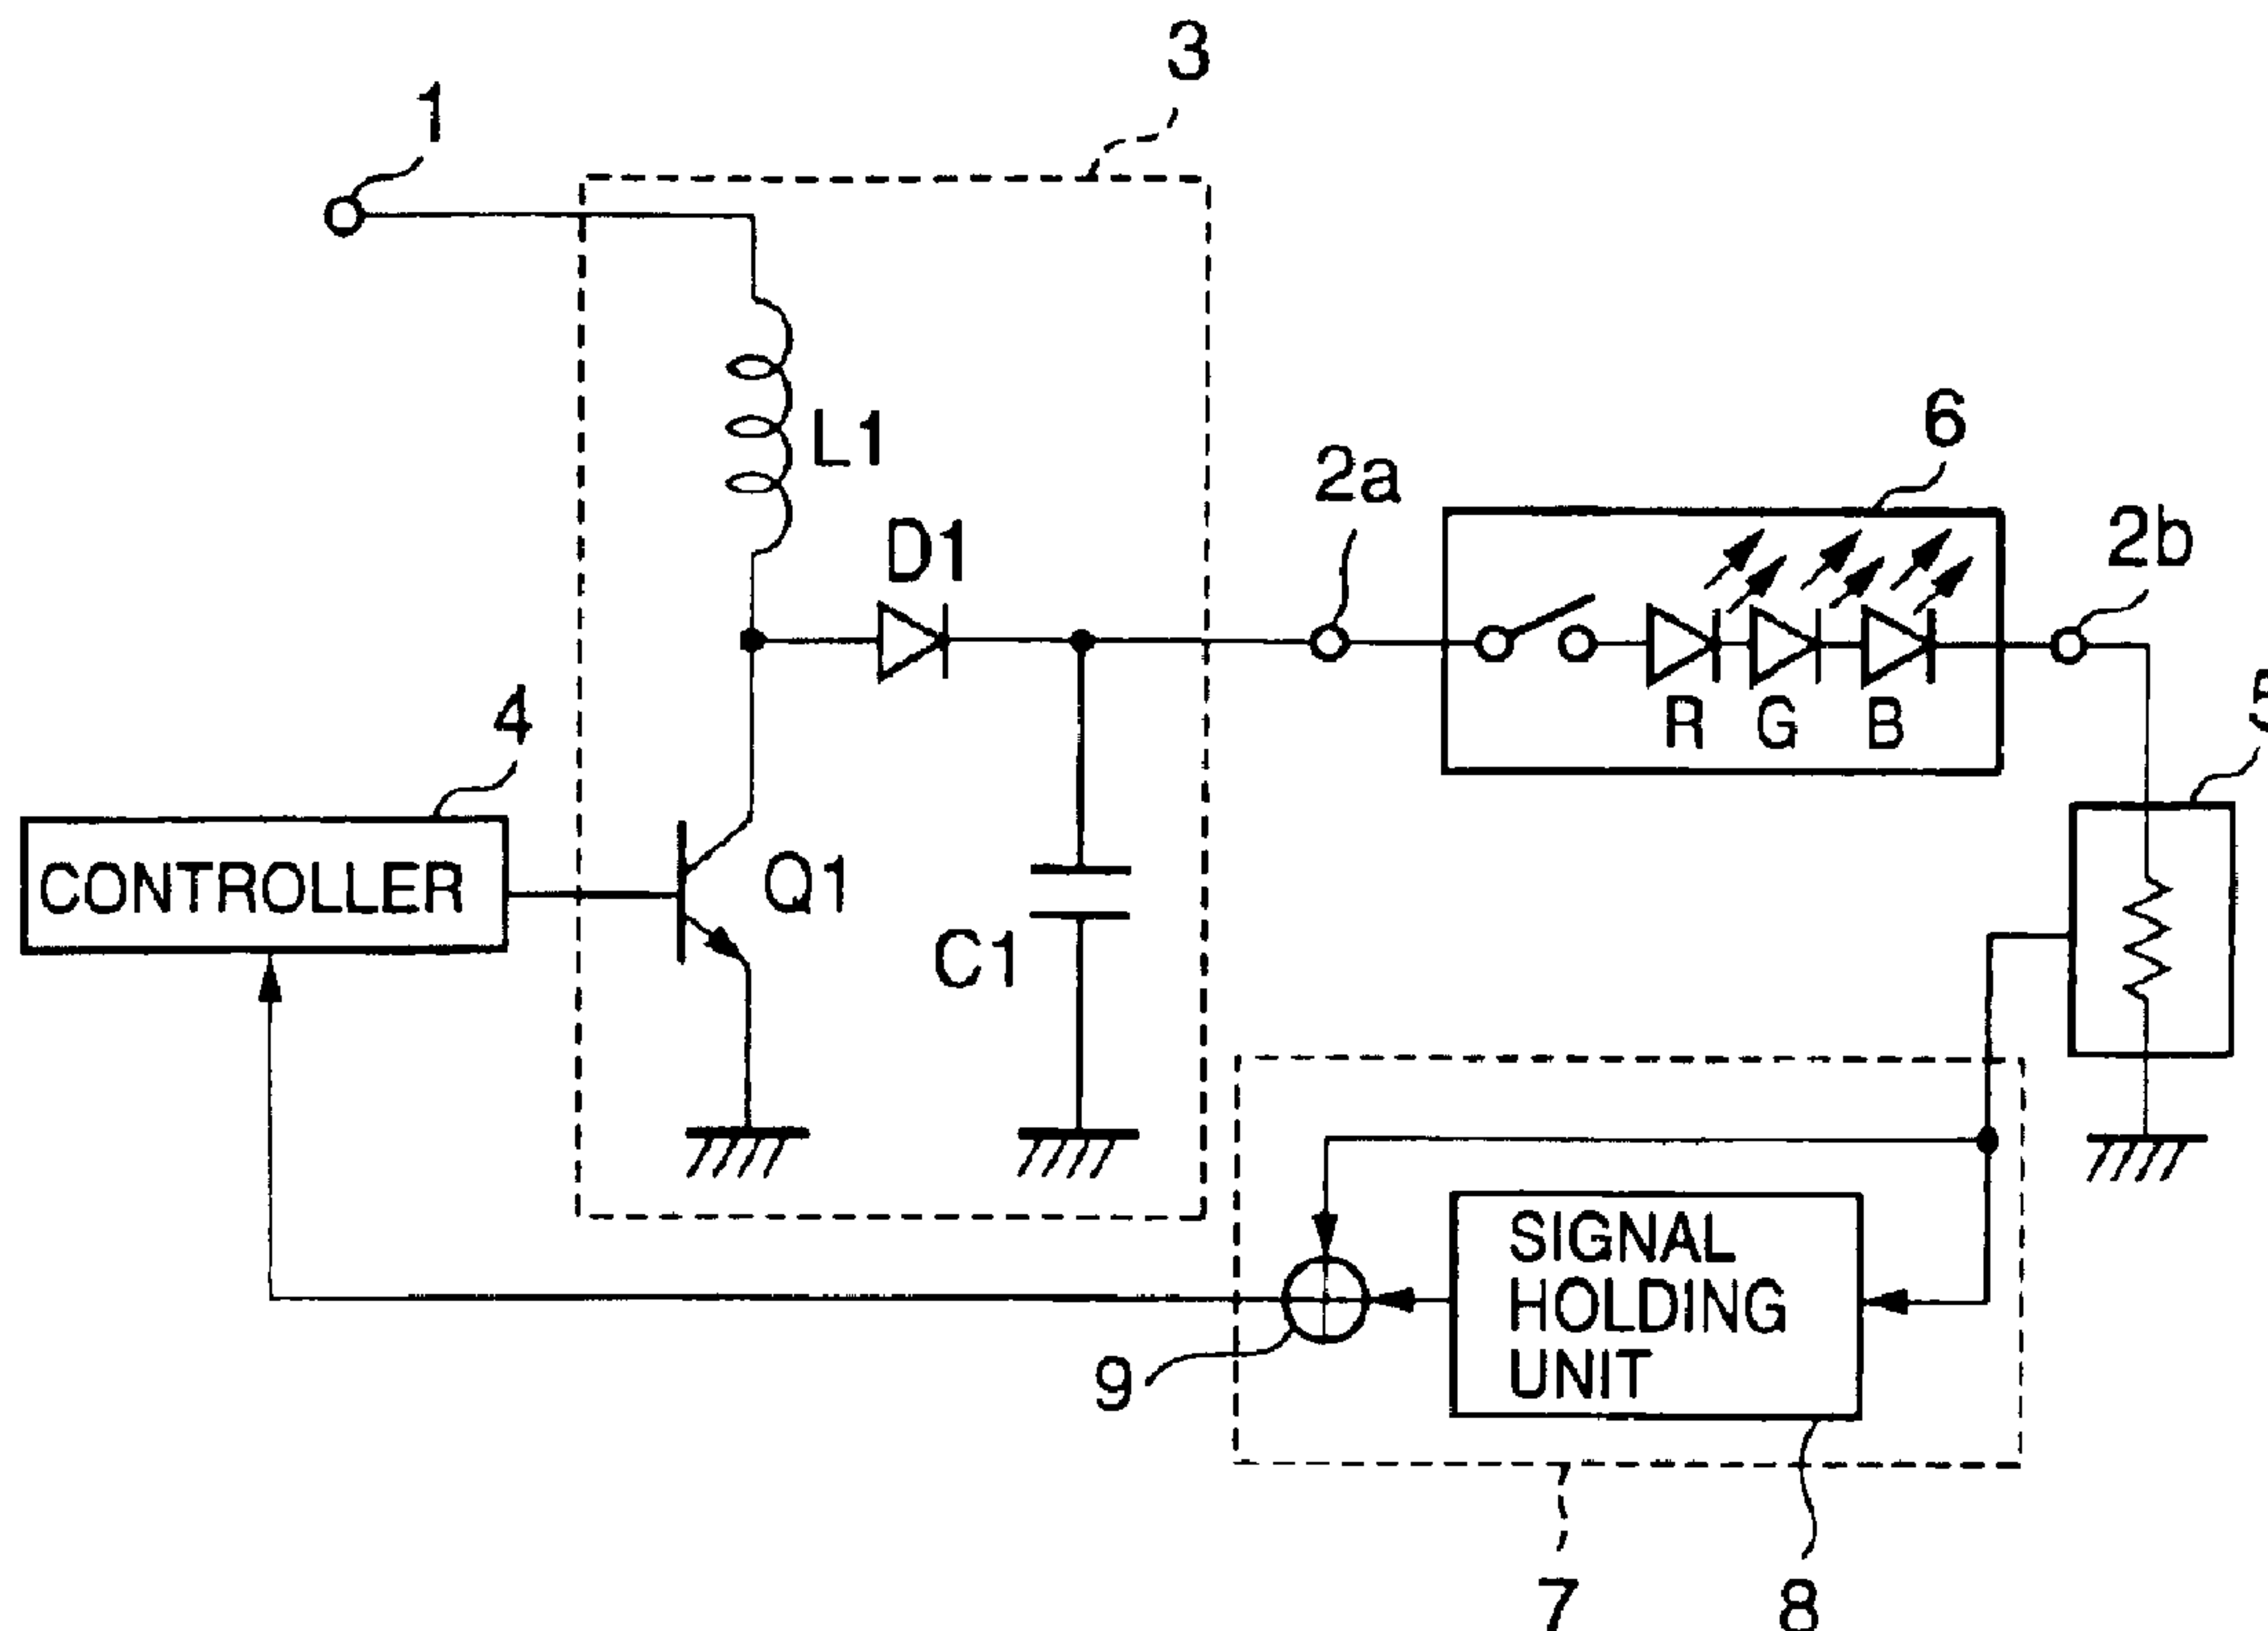 3
1
L1
6
2a
2b
D1
R G B
5
4
CONTROLLER
Q1
C1
SIGNAL
HOLDING
UNIT
9
7
8